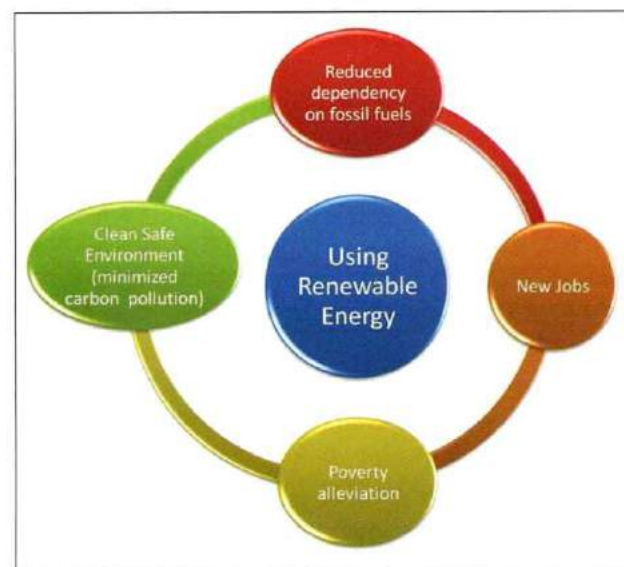 Reduced
dependency
on fossil fuels
Clean Safe
Environment
(minimized
carbon pollution)
Using
Renewable
Energy
New Jobs
Poverty
alleviation